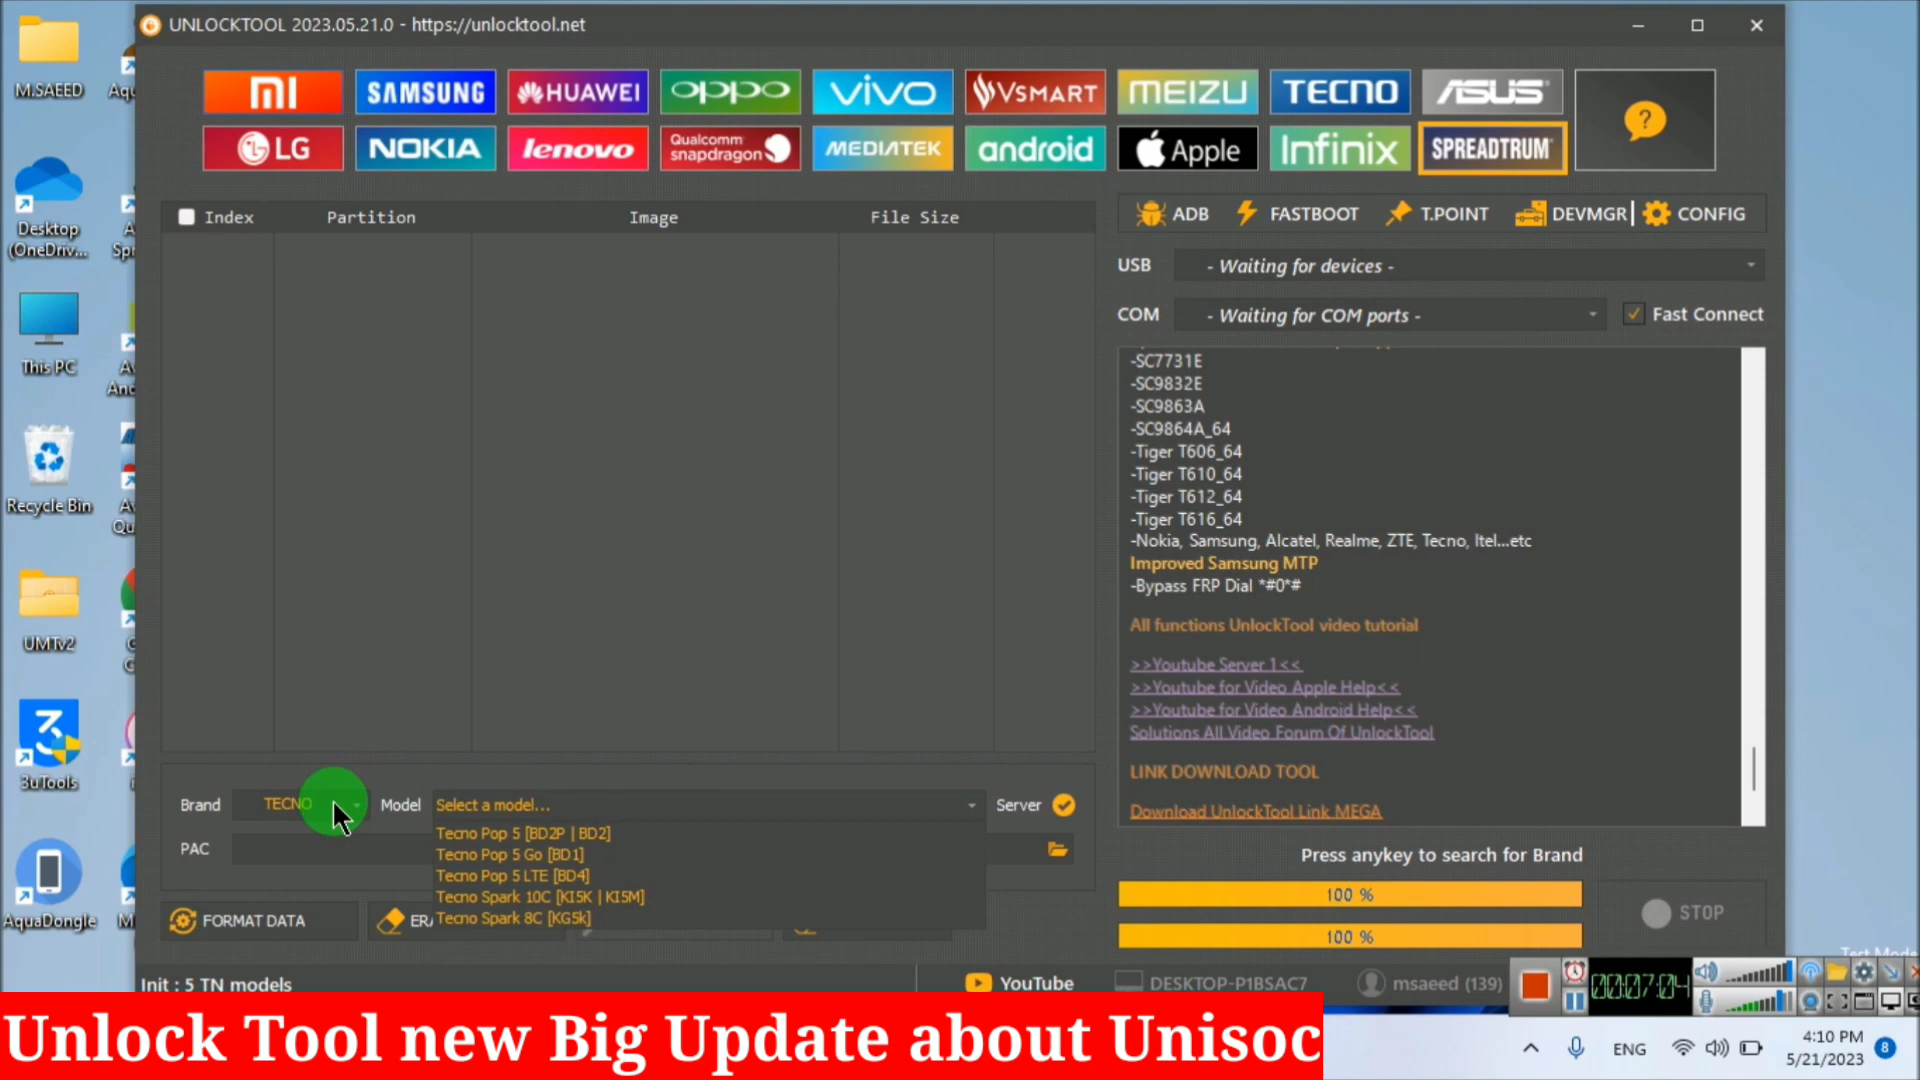 UNLOCKTOOL 2023.05.21.0 - https://unlocktool.net
MI SAMSUNG HUAWEI oppo vivo VSMART MEIZU TECNO ASUS ?
LG NOKIA lenovo Qualcomm snapdragon MEDIATEK android Apple Infinix SPREADTRUM
Index Partition Image File Size
ADB FASTBOOT T.POINT DEVMGR CONFIG
USB - Waiting for devices -
COM - Waiting for COM ports - Fast Connect
-SC7731E
-SC9832E
-SC9863A
-SC9864A_64
-Tiger T606_64
-Tiger T610_64
-Tiger T612_64
-Tiger T616_64
-Nokia, Samsung, Alcatel, Realme, ZTE, Tecno, Itel...etc
Improved Samsung MTP
-Bypass FRP Dial *#0*#
All functions UnlockTool video tutorial
>>Youtube Server 1<<
>>Youtube for Video Apple Help<<
>>Youtube for Video Android Help<<
Solutions All Video Forum Of UnlockTool
LINK DOWNLOAD TOOL
Download UnlockTool Link MEGA
Brand TECNO Model Select a model... Server
PAC
Tecno Pop 5 [BD2P | BD2]
Tecno Pop 5 Go [BD1]
Tecno Pop 5 LTE [BD4]
Tecno Spark 10C [KI5K | KI5M]
Tecno Spark 8C [KG5k]
FORMAT DATA ERA
Press anykey to search for Brand
100 %
100 %
STOP
Init : 5 TN models YouTube DESKTOP-P1BSAC7 msaeed (139)
M.SAEED
Desktop
(OneDriv...
This PC
Recycle Bin
UMTv2
3uTools
AquaDongle
00:07:04
Unlock Tool new Big Update about Unisoc
ENG
4:10 PM
5/21/2023
8